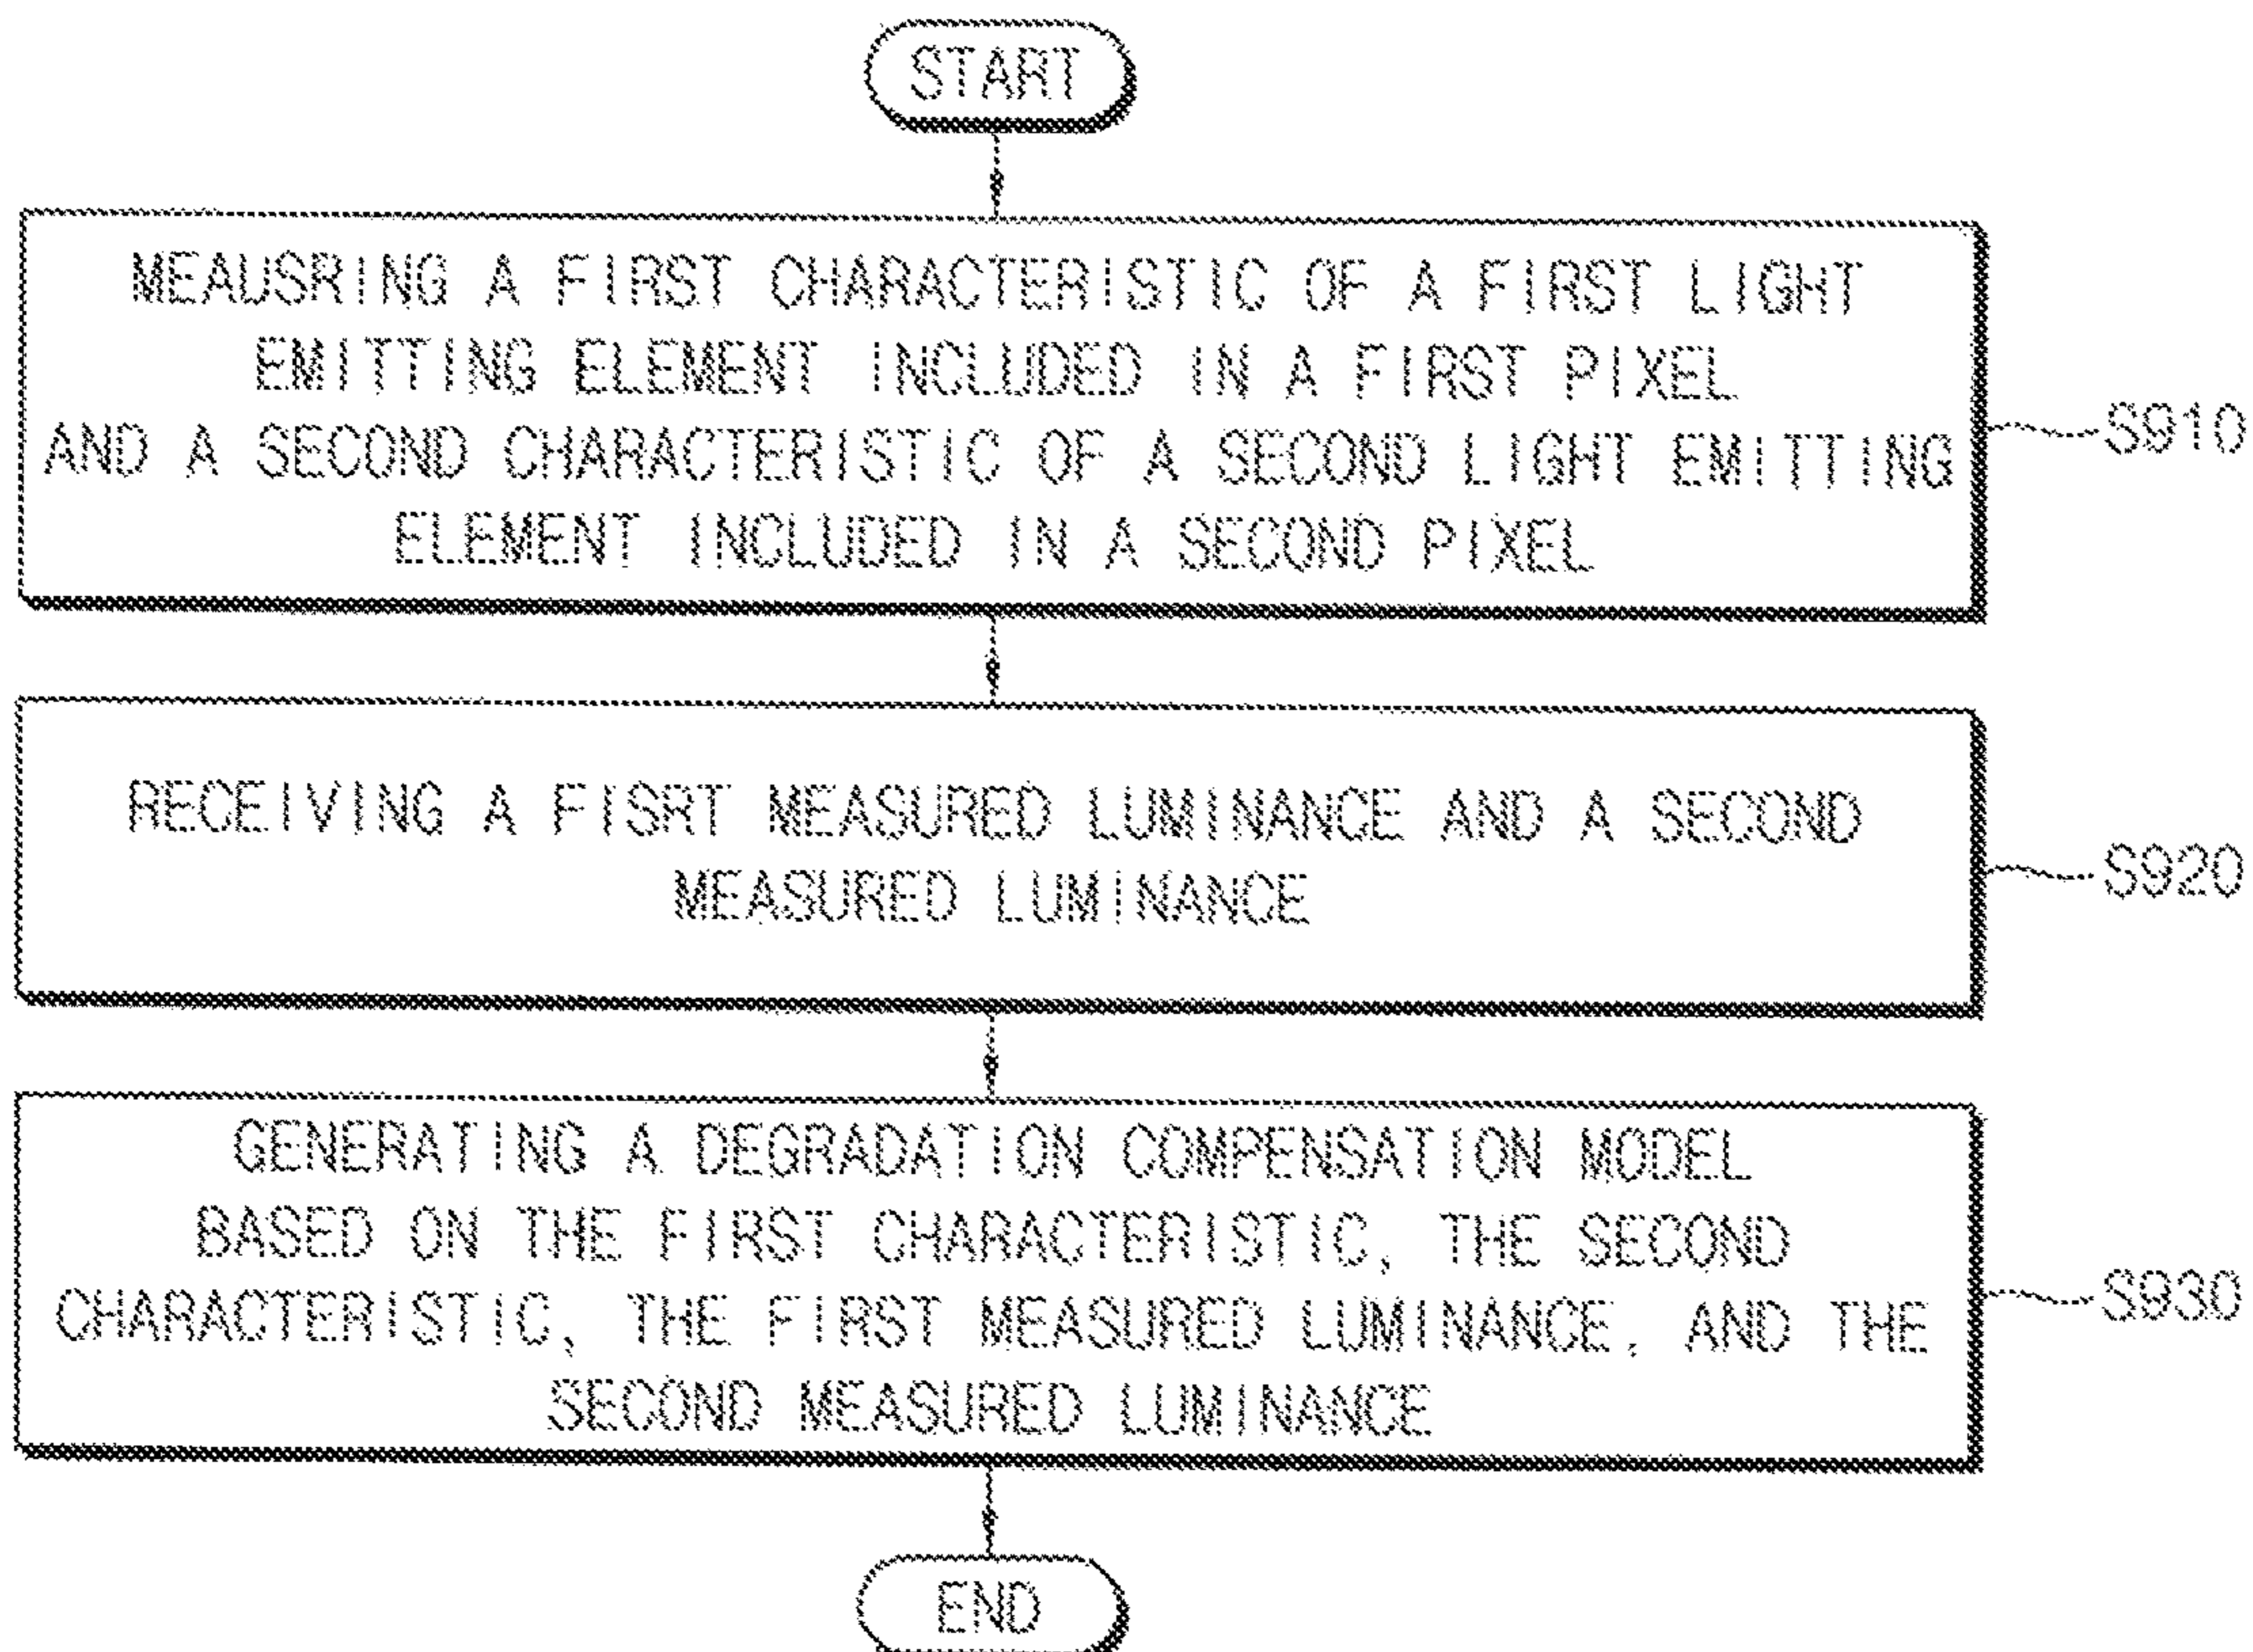 START
MEAUSRING A FIRST CHARACTERISTIC OF A FIRST LIGHT
EMITTING ELEMENT INCLUDED IN A FIRST PIXEL
AND A SECOND CHARACTERISTIC OF A SECOND LIGHT EMITTING
ELEMENT INCLUDED IN A SECOND PIXEL
S910
RECEIVING A FISRT MEASURED LUMINANCE AND A SECOND
MEASURED LUMINANCE
S920
GENERATING A DEGRADATION COMPENSATION MODEL
BASED ON THE FIRST CHARACTERISTIC, THE SECOND
CHARACTERISTIC, THE FIRST MEASURED LUMINANCE, AND THE
SECOND MEASURED LUMINANCE
S930
END